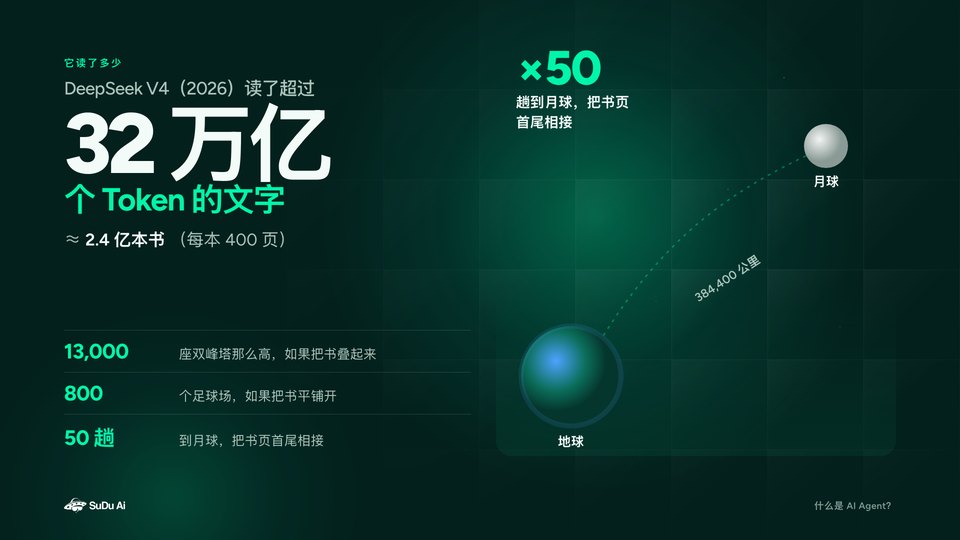 它读了多少
DeepSeek V4（2026）读了超过
32 万亿
个 Token 的文字
≈ 2.4 亿本书 （每本 400 页）
13,000 座双峰塔那么高，如果把书叠起来
800 个足球场，如果把书平铺开
50 趟 到月球，把书页首尾相接
×50
趟到月球，把书页
首尾相接
月球
384,400 公里
地球
SuDu Ai
什么是 AI Agent?